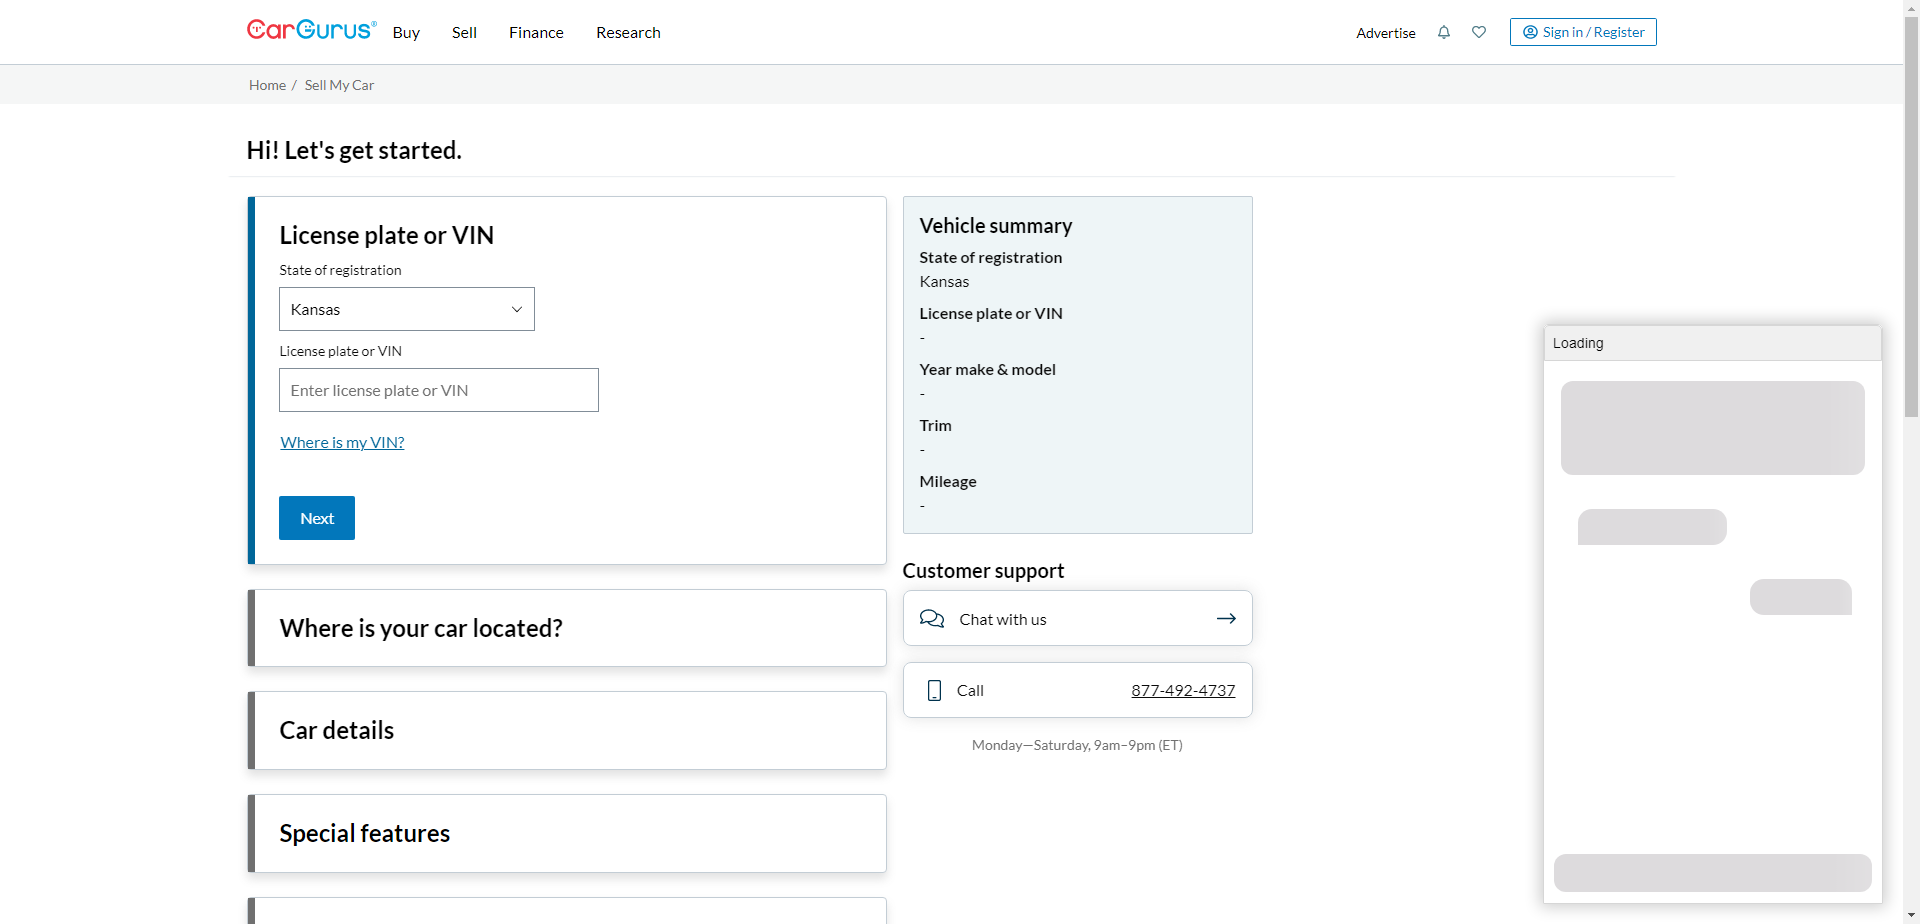 CarGurus®
Buy
Sell
Finance
Research
Advertise
Sign in / Register
Home / Sell My Car
Hi! Let's get started.
License plate or VIN
State of registration
Kansas
License plate or VIN
Enter license plate or VIN
Where is my VIN?
Next
Where is your car located?
Car details
Special features
Vehicle summary
State of registration
Kansas
License plate or VIN
-
Year make & model
-
Trim
-
Mileage
-
Customer support
Chat with us
Call
877-492-4737
Monday—Saturday, 9am–9pm (ET)
Loading